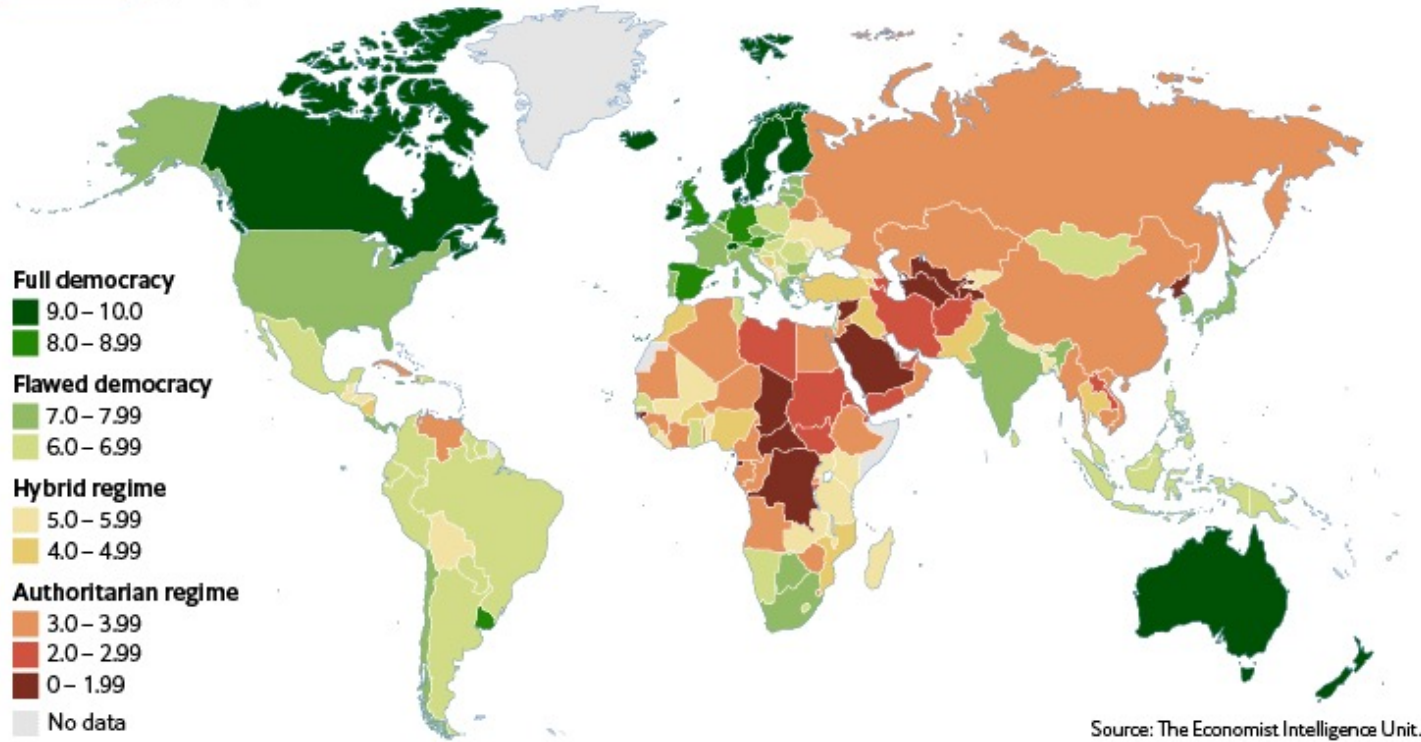 Full democracy
9.0 – 10.0
8.0 – 8.99
Flawed democracy
7.0 – 7.99
6.0 – 6.99
Hybrid regime
5.0 – 5.99
4.0 – 4.99
Authoritarian regime
3.0 – 3.99
2.0 – 2.99
0 – 1.99
No data
Source: The Economist Intelligence Unit.